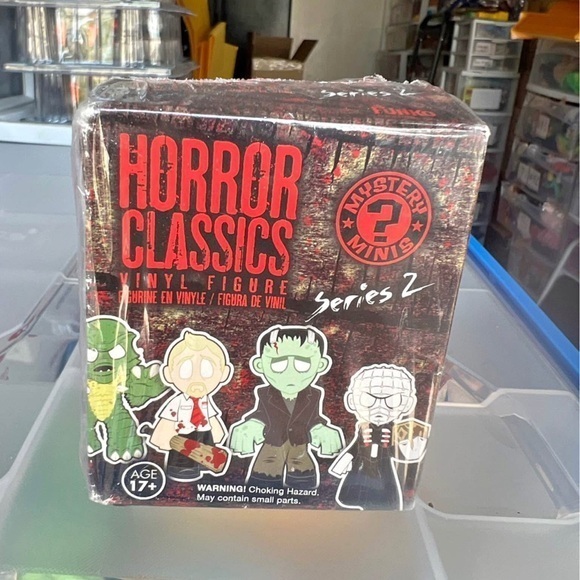 Series 2
FUNKO
HORROR
CLASSICS
VINYL FIGURE
FIGURINE EN VINYLE / FIGURA DE VINIL
MYSTERY
?
MINIS
Series 2
AGE
17+
WARNING! Choking Hazard.
May contain small parts.